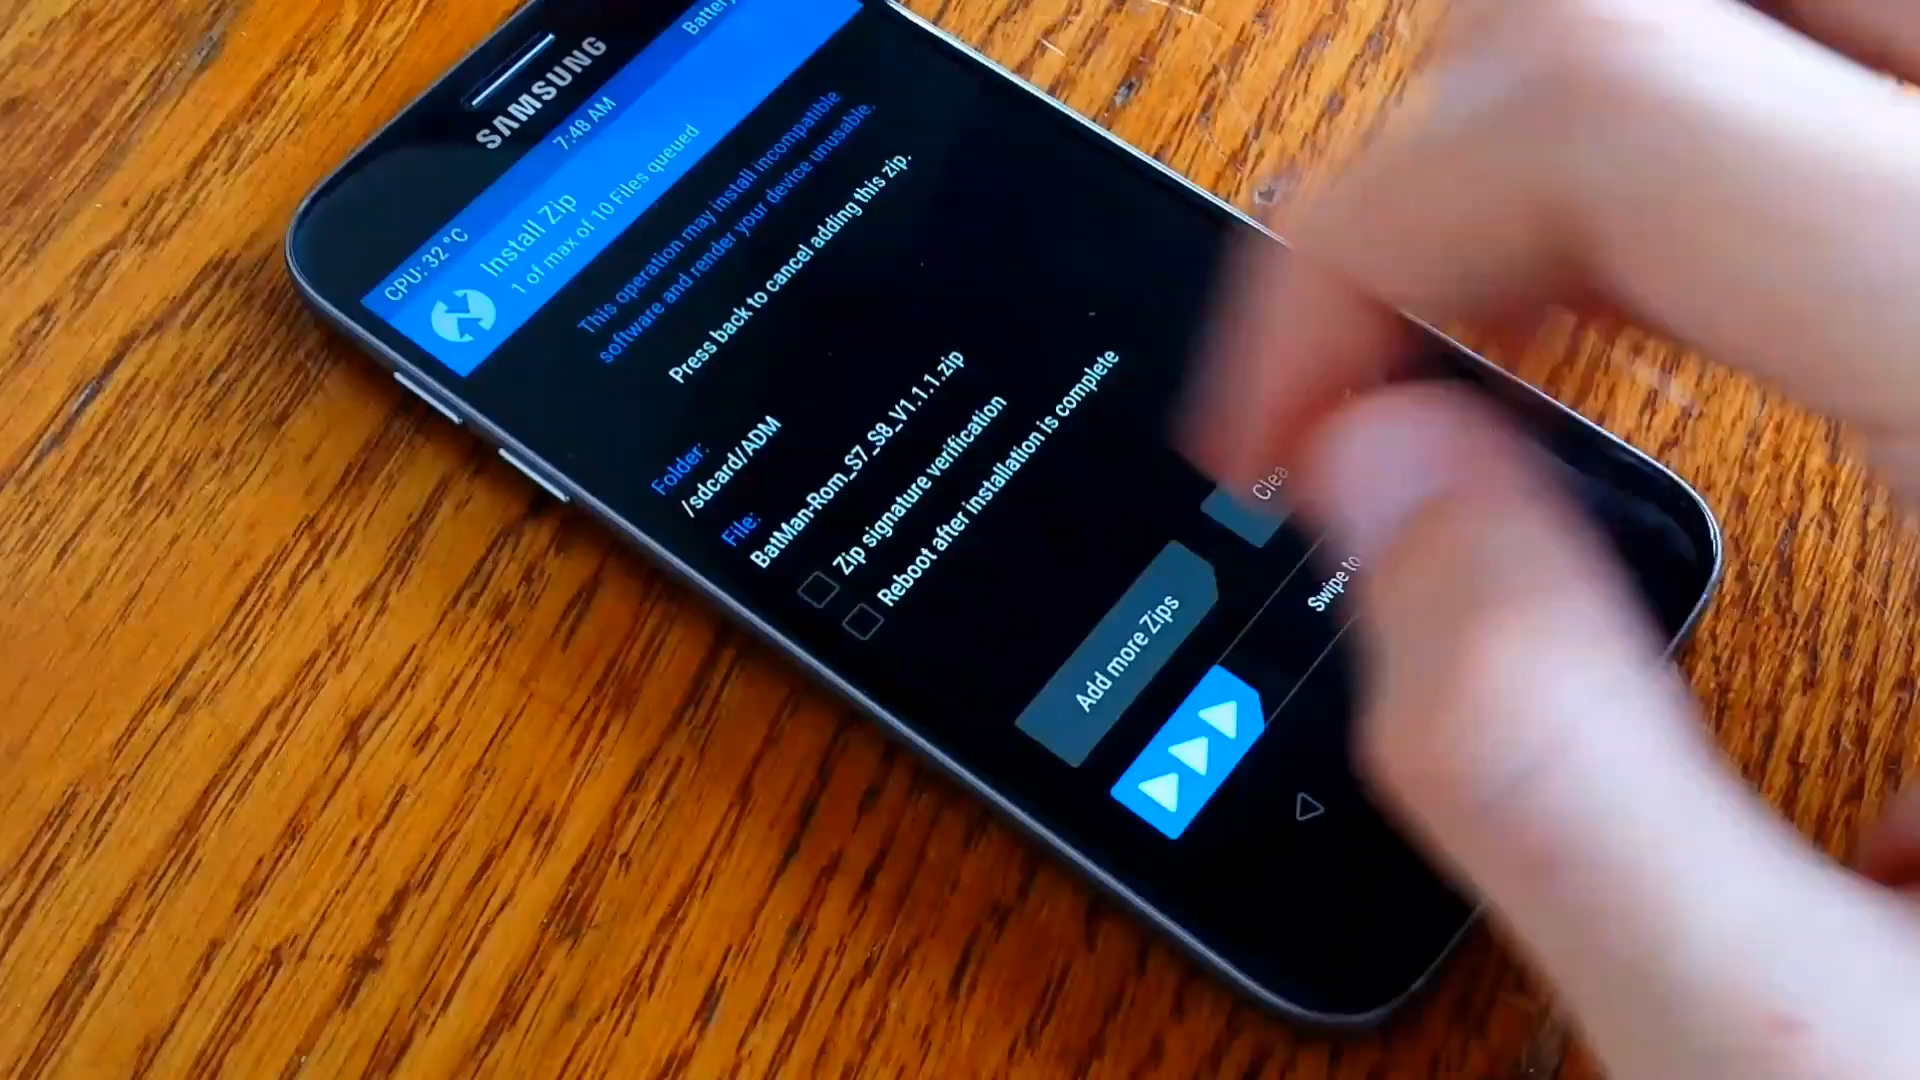 SAMSUNG
CPU: 32 °C
7:48 AM
Battery
Install Zip
1 of max of 10 Files queued
This operation may install incompatible
software and render your device unusable.
Press back to cancel adding this zip.
Folder:
/sdcard//ADM
File:
BatMan-Rom_S7_S8_V1.1.1.zip
Zip signature verification
Reboot after installation is complete
Add more Zips
Clea
Swipe to